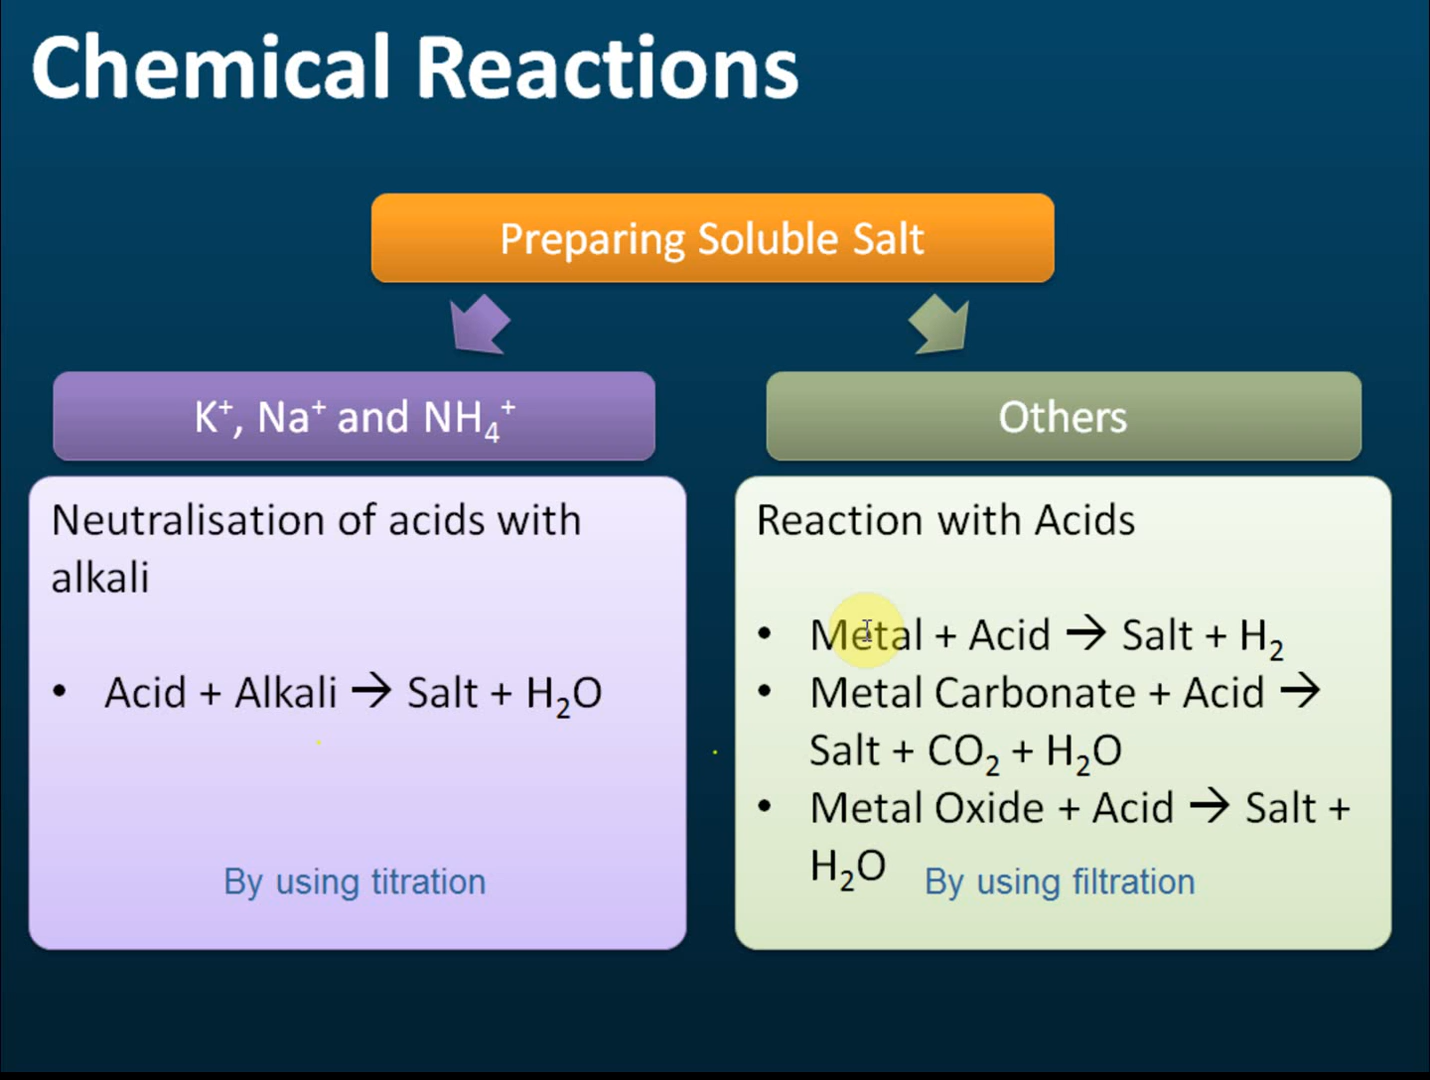 Chemical Reactions
Preparing Soluble Salt
K⁺, Na⁺ and NH₄⁺
Neutralisation of acids with
alkali
• Acid + Alkali → Salt + H₂O
By using titration
Others
Reaction with Acids
• Metal + Acid → Salt + H₂
• Metal Carbonate + Acid →
Salt + CO₂ + H₂O
• Metal Oxide + Acid → Salt +
H₂O
By using filtration